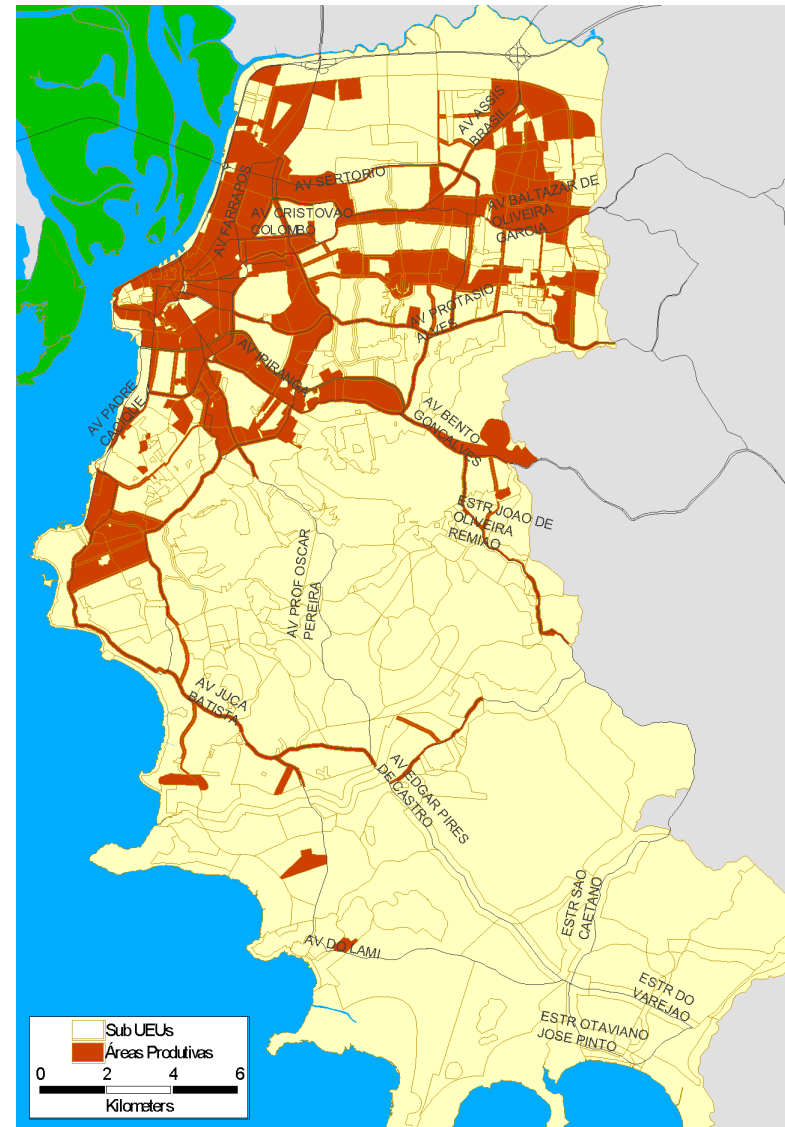 AV ASSIS
BRASIL
AV SERTORIO
AV FARRAPOS
AV CRISTOVAO
COLOMBO
AV BALTAZAR DE
OLIVEIRA
GARCIA
AV PROTASIO
ALVES
AV IPIRANGA
AV PADRE
CACIQUE
AV BENTO
GONCALVES
ESTR JOAO DE
OLIVEIRA
REMIAO
AV PROF OSCAR
PEREIRA
AV JUCA
BATISTA
AV EDGAR PIRES
DE CASTRO
ESTR SAO
CAETANO
AV DO LAMI
ESTR DO
VAREJAO
ESTR OTAVIANO
JOSE PINTO
Sub UEUs
Áreas Produtivas
0 2 4 6
Kilometers